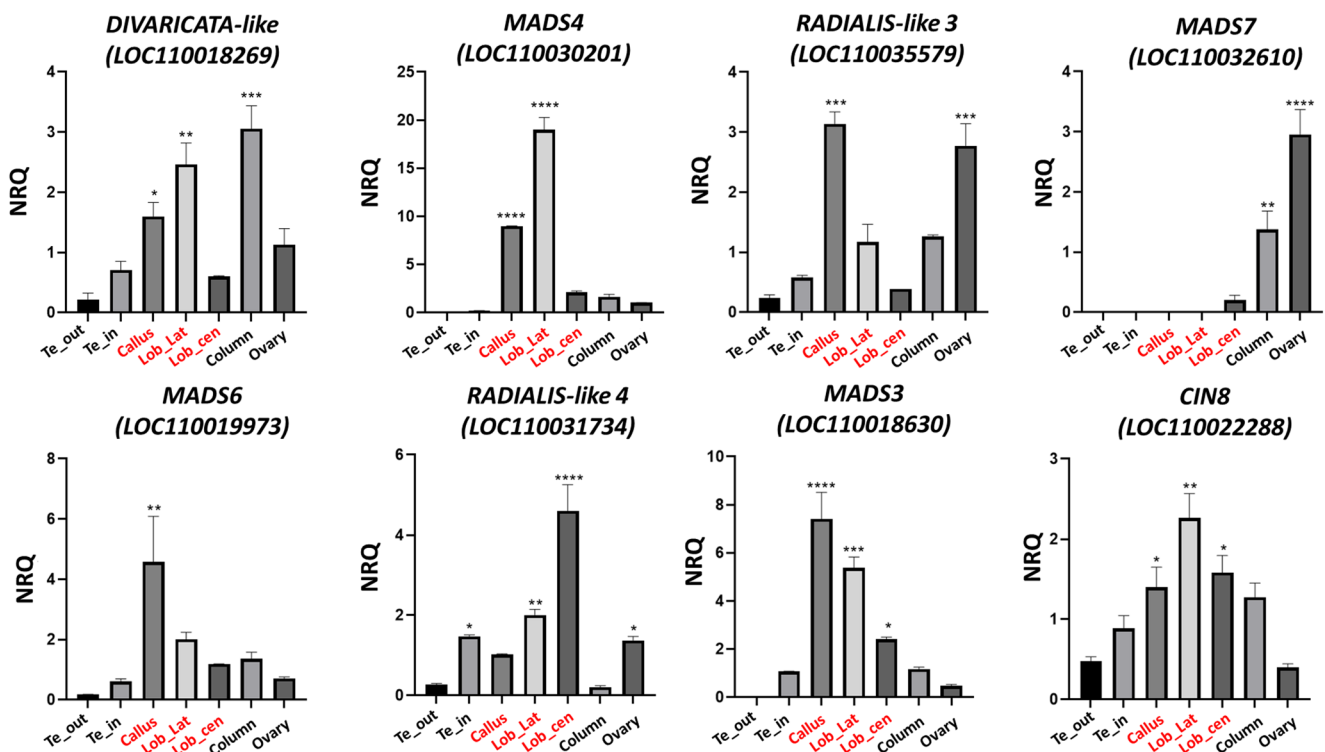 DIVARICATA-like
(LOC110018269)
NRQ
4
3
2
1
0
***
**
*
Te_out
Te_in
Callus
Lob_Lat
Lob_cen
Column
Ovary
MADS4
(LOC110030201)
NRQ
25
20
15
10
5
0
****
****
Te_out
Te_in
Callus
Lob_Lat
Lob_cen
Column
Ovary
RADIALIS-like 3
(LOC110035579)
NRQ
4
3
2
1
0
***
***
Te_out
Te_in
Callus
Lob_Lat
Lob_cen
Column
Ovary
MADS7
(LOC110032610)
NRQ
4
3
2
1
0
**
****
Te_out
Te_in
Callus
Lob_Lat
Lob_cen
Column
Ovary
MADS6
(LOC110019973)
NRQ
8
6
4
2
0
**
Te_out
Te_in
Callus
Lob_Lat
Lob_cen
Column
Ovary
RADIALIS-like 4
(LOC110031734)
NRQ
6
4
2
0
*
**
****
*
Te_out
Te_in
Callus
Lob_Lat
Lob_cen
Column
Ovary
MADS3
(LOC110018630)
NRQ
10
8
6
4
2
0
****
***
*
Te_out
Te_in
Callus
Lob_Lat
Lob_cen
Column
Ovary
CIN8
(LOC110022288)
NRQ
3
2
1
0
*
**
*
Te_out
Te_in
Callus
Lob_Lat
Lob_cen
Column
Ovary